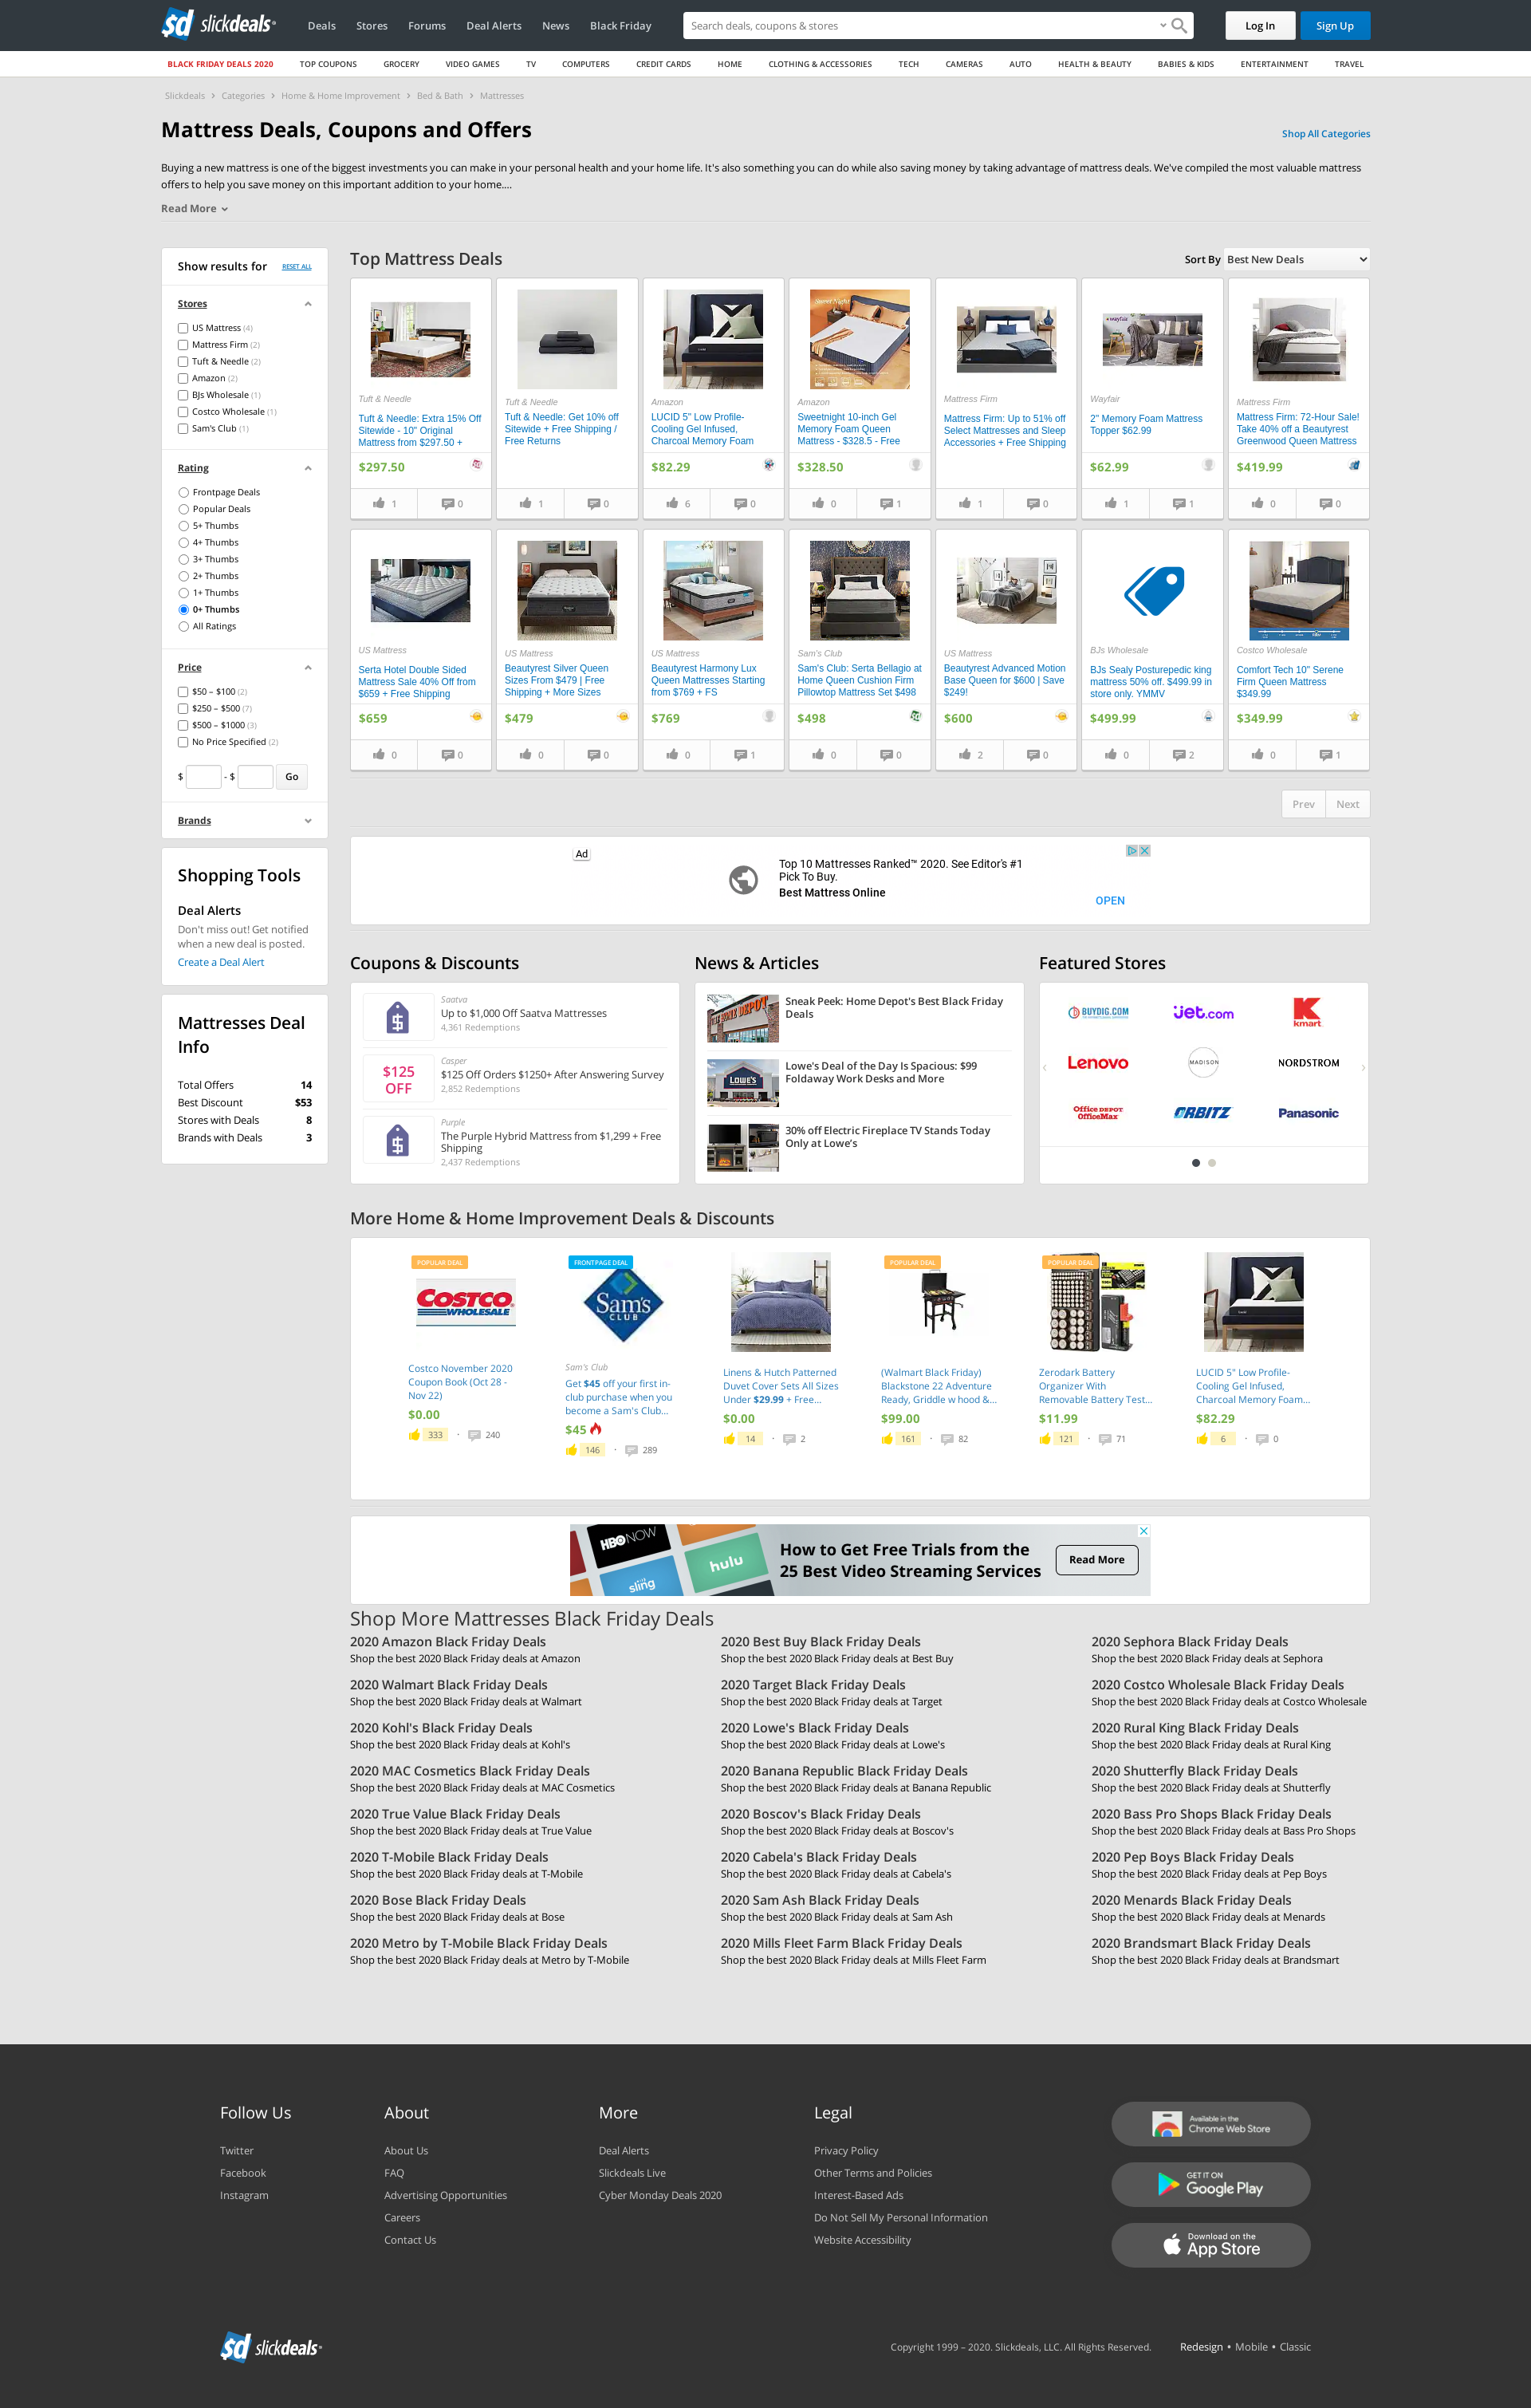 slickdeals
Deals
Stores
Forums
Deal Alerts
News
Black Friday
Search deals, coupons & stores
Log In
Sign Up
BLACK FRIDAY DEALS 2020
TOP COUPONS
GROCERY
VIDEO GAMES
TV
COMPUTERS
CREDIT CARDS
HOME
CLOTHING & ACCESSORIES
TECH
CAMERAS
AUTO
HEALTH & BEAUTY
BABIES & KIDS
ENTERTAINMENT
TRAVEL
Slickdeals > Categories > Home & Home Improvement > Bed & Bath > Mattresses
Mattress Deals, Coupons and Offers
Shop All Categories
Buying a new mattress is one of the biggest investments you can make in your personal health and your home life. It's also something you can do while also saving money by taking advantage of mattress deals. We've compiled the most valuable mattress
offers to help you save money on this important addition to your home....
Read More
Show results for
RESET ALL
Stores
US Mattress (4)
Mattress Firm (2)
Tuft & Needle (2)
Amazon (2)
BJs Wholesale (1)
Costco Wholesale (1)
Sam's Club (1)
Rating
Frontpage Deals
Popular Deals
5+ Thumbs
4+ Thumbs
3+ Thumbs
2+ Thumbs
1+ Thumbs
0+ Thumbs
All Ratings
Price
$50 – $100 (2)
$250 – $500 (7)
$500 – $1000 (3)
No Price Specified (2)
$ - $ Go
Brands
Shopping Tools
Deal Alerts
Don't miss out! Get notified
when a new deal is posted.
Create a Deal Alert
Mattresses Deal
Info
Total Offers 14
Best Discount $53
Stores with Deals 8
Brands with Deals 3
Top Mattress Deals
Sort By Best New Deals
Tuft & Needle
Tuft & Needle: Extra 15% Off
Sitewide - 10" Original
Mattress from $297.50 +
$297.50
1 0
Tuft & Needle
Tuft & Needle: Get 10% off
Sitewide + Free Shipping /
Free Returns
1 0
Amazon
LUCID 5" Low Profile-
Cooling Gel Infused,
Charcoal Memory Foam
$82.29
6 0
Sweet Night
Amazon
Sweetnight 10-inch Gel
Memory Foam Queen
Mattress - $328.5 - Free
$328.50
0 1
Mattress Firm
Mattress Firm: Up to 51% off
Select Mattresses and Sleep
Accessories + Free Shipping
1 0
wayfair
Wayfair
2" Memory Foam Mattress
Topper $62.99
$62.99
1 1
Mattress Firm
Mattress Firm: 72-Hour Sale!
Take 40% off a Beautyrest
Greenwood Queen Mattress
$419.99
0 0
US Mattress
Serta Hotel Double Sided
Mattress Sale 40% Off from
$659 + Free Shipping
$659
0 0
US Mattress
Beautyrest Silver Queen
Sizes From $479 | Free
Shipping + More Sizes
$479
0 0
US Mattress
Beautyrest Harmony Lux
Queen Mattresses Starting
from $769 + FS
$769
0 1
Sam's Club
Sam's Club: Serta Bellagio at
Home Queen Cushion Firm
Pillowtop Mattress Set $498
$498
0 0
US Mattress
Beautyrest Advanced Motion
Base Queen for $600 | Save
$249!
$600
2 0
BJs Wholesale
BJs Sealy Posturepedic king
mattress 50% off. $499.99 in
store only. YMMV
$499.99
0 2
Costco Wholesale
Comfort Tech 10" Serene
Firm Queen Mattress
$349.99
$349.99
0 1
Prev
Next
Ad
Top 10 Mattresses Ranked™ 2020. See Editor's #1
Pick To Buy.
Best Mattress Online
OPEN
Coupons & Discounts
Saatva
Up to $1,000 Off Saatva Mattresses
4,361 Redemptions
$125
OFF
Casper
$125 Off Orders $1250+ After Answering Survey
2,852 Redemptions
Purple
The Purple Hybrid Mattress from $1,299 + Free
Shipping
2,437 Redemptions
News & Articles
THE HOME DEPOT
Sneak Peek: Home Depot's Best Black Friday
Deals
LOWE'S
Lowe's Deal of the Day Is Spacious: $99
Foldaway Work Desks and More
30% off Electric Fireplace TV Stands Today
Only at Lowe's
Featured Stores
BUYDIG.COM
Jet.com
kmart
Lenovo
MADISON
NORDSTROM
Office DEPOT
OfficeMax
ORBITZ
Panasonic
More Home & Home Improvement Deals & Discounts
POPULAR DEAL
COSTCO
WHOLESALE
Costco November 2020
Coupon Book (Oct 28 -
Nov 22)
$0.00
333 · 240
FRONTPAGE DEAL
Sam's
CLUB
Sam's Club
Get $45 off your first in-
club purchase when you
become a Sam's Club...
$45
146 · 289
Linens & Hutch Patterned
Duvet Cover Sets All Sizes
Under $29.99 + Free...
$0.00
14 · 2
POPULAR DEAL
(Walmart Black Friday)
Blackstone 22 Adventure
Ready, Griddle w hood &...
$99.00
161 · 82
POPULAR DEAL
Zerodark Battery
Organizer With
Removable Battery Test...
$11.99
121 · 71
LUCID 5" Low Profile-
Cooling Gel Infused,
Charcoal Memory Foam...
$82.29
6 · 0
HBO NOW
hulu
sling
How to Get Free Trials from the
25 Best Video Streaming Services
Read More
Shop More Mattresses Black Friday Deals
2020 Amazon Black Friday Deals
Shop the best 2020 Black Friday deals at Amazon
2020 Best Buy Black Friday Deals
Shop the best 2020 Black Friday deals at Best Buy
2020 Sephora Black Friday Deals
Shop the best 2020 Black Friday deals at Sephora
2020 Walmart Black Friday Deals
Shop the best 2020 Black Friday deals at Walmart
2020 Target Black Friday Deals
Shop the best 2020 Black Friday deals at Target
2020 Costco Wholesale Black Friday Deals
Shop the best 2020 Black Friday deals at Costco Wholesale
2020 Kohl's Black Friday Deals
Shop the best 2020 Black Friday deals at Kohl's
2020 Lowe's Black Friday Deals
Shop the best 2020 Black Friday deals at Lowe's
2020 Rural King Black Friday Deals
Shop the best 2020 Black Friday deals at Rural King
2020 MAC Cosmetics Black Friday Deals
Shop the best 2020 Black Friday deals at MAC Cosmetics
2020 Banana Republic Black Friday Deals
Shop the best 2020 Black Friday deals at Banana Republic
2020 Shutterfly Black Friday Deals
Shop the best 2020 Black Friday deals at Shutterfly
2020 True Value Black Friday Deals
Shop the best 2020 Black Friday deals at True Value
2020 Boscov's Black Friday Deals
Shop the best 2020 Black Friday deals at Boscov's
2020 Bass Pro Shops Black Friday Deals
Shop the best 2020 Black Friday deals at Bass Pro Shops
2020 T-Mobile Black Friday Deals
Shop the best 2020 Black Friday deals at T-Mobile
2020 Cabela's Black Friday Deals
Shop the best 2020 Black Friday deals at Cabela's
2020 Pep Boys Black Friday Deals
Shop the best 2020 Black Friday deals at Pep Boys
2020 Bose Black Friday Deals
Shop the best 2020 Black Friday deals at Bose
2020 Sam Ash Black Friday Deals
Shop the best 2020 Black Friday deals at Sam Ash
2020 Menards Black Friday Deals
Shop the best 2020 Black Friday deals at Menards
2020 Metro by T-Mobile Black Friday Deals
Shop the best 2020 Black Friday deals at Metro by T-Mobile
2020 Mills Fleet Farm Black Friday Deals
Shop the best 2020 Black Friday deals at Mills Fleet Farm
2020 Brandsmart Black Friday Deals
Shop the best 2020 Black Friday deals at Brandsmart
Follow Us
Twitter
Facebook
Instagram
About
About Us
FAQ
Advertising Opportunities
Careers
Contact Us
More
Deal Alerts
Slickdeals Live
Cyber Monday Deals 2020
Legal
Privacy Policy
Other Terms and Policies
Interest-Based Ads
Do Not Sell My Personal Information
Website Accessibility
Available in the
Chrome Web Store
GET IT ON
Google Play
Download on the
App Store
slickdeals
Copyright 1999 – 2020. Slickdeals, LLC. All Rights Reserved.
Redesign • Mobile • Classic